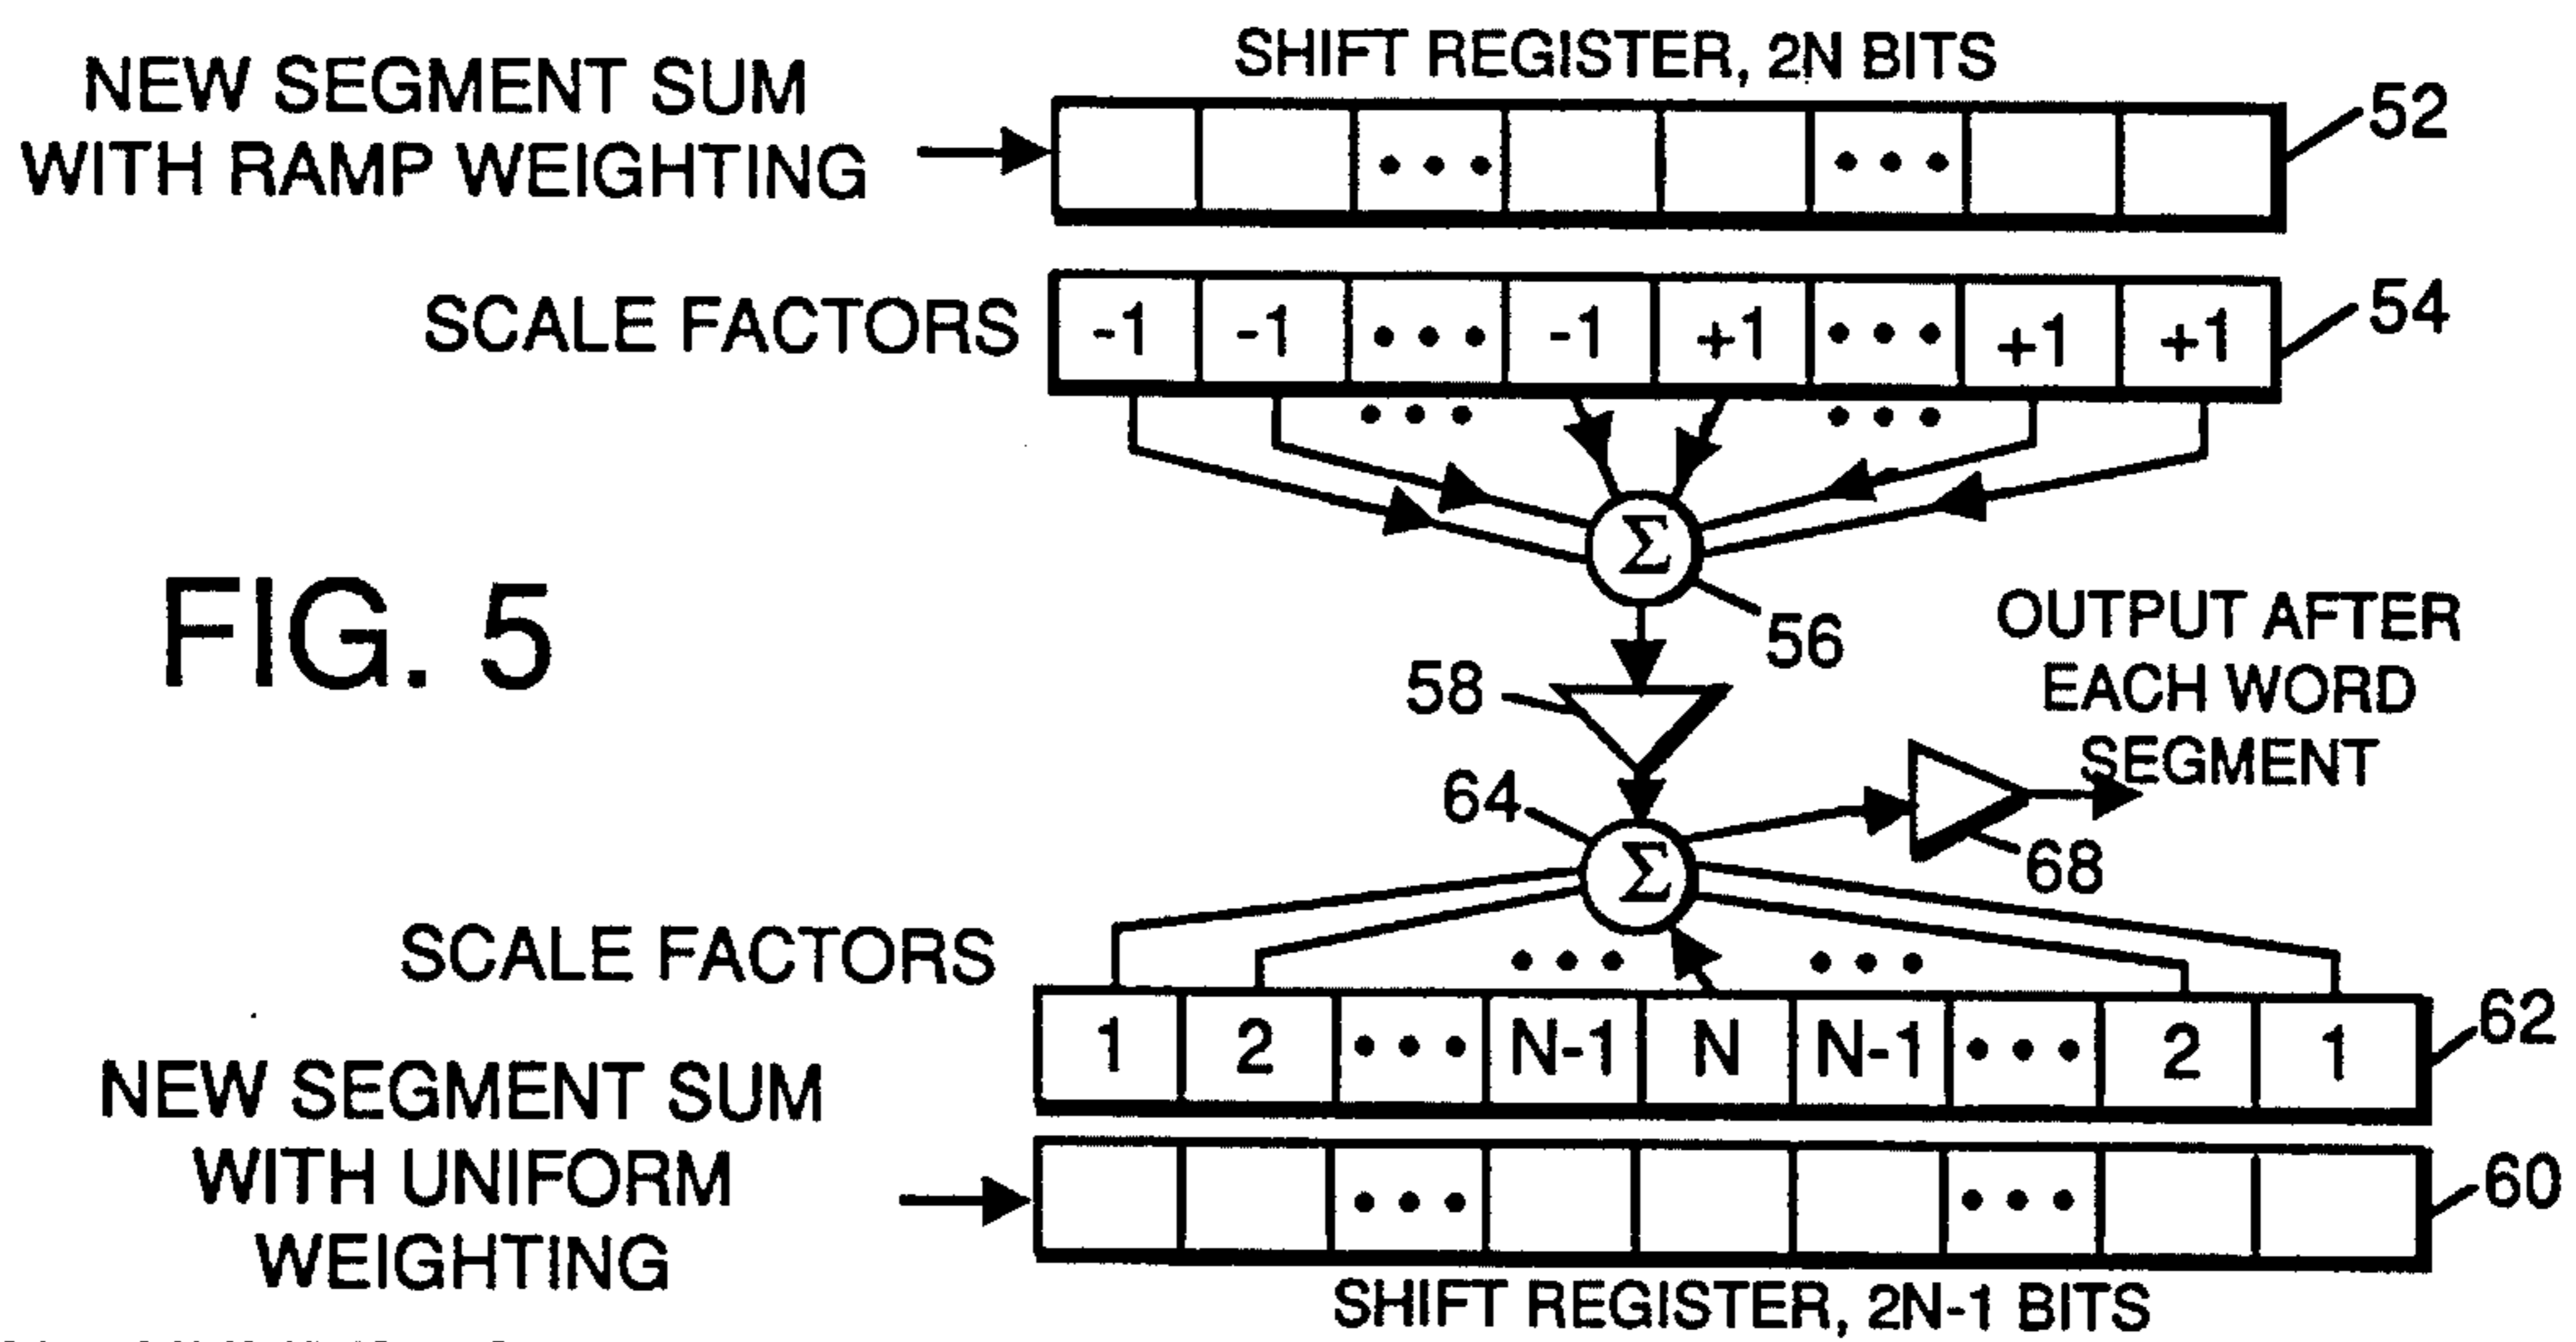 SHIFT REGISTER, 2N BITS
NEW SEGMENT SUM
WITH RAMP WEIGHTING
• • •
• • •
52
SCALE FACTORS
-1 -1 • • • -1 +1 • • • +1 +1
54
• • •
• • •
Σ
56
FIG. 5
OUTPUT AFTER
EACH WORD
SEGMENT
58
64
Σ
68
SCALE FACTORS
• • •
• • •
1 2 • • • N-1 N N-1 • • • 2 1
62
NEW SEGMENT SUM
WITH UNIFORM
WEIGHTING
• • •
• • •
60
SHIFT REGISTER, 2N-1 BITS